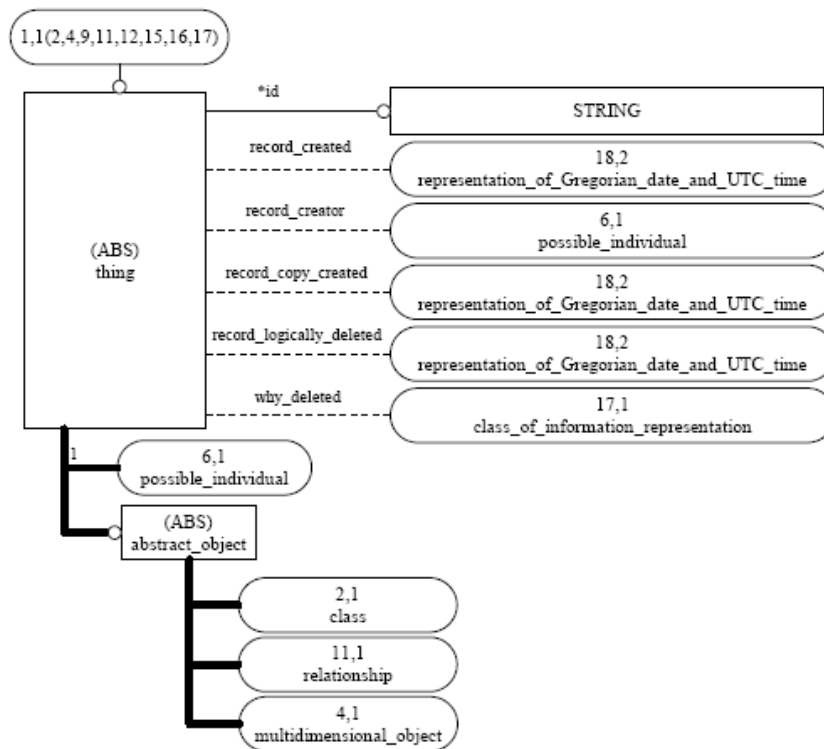 1,1(2,4,9,11,12,15,16,17)
(ABS)
thing
*id
STRING
record_created
18,2
representation_of_Gregorian_date_and_UTC_time
record_creator
6,1
possible_individual
record_copy_created
18,2
representation_of_Gregorian_date_and_UTC_time
record_logically_deleted
18,2
representation_of_Gregorian_date_and_UTC_time
why_deleted
17,1
class_of_information_representation
1
6,1
possible_individual
(ABS)
abstract_object
2,1
class
11,1
relationship
4,1
multidimensional_object